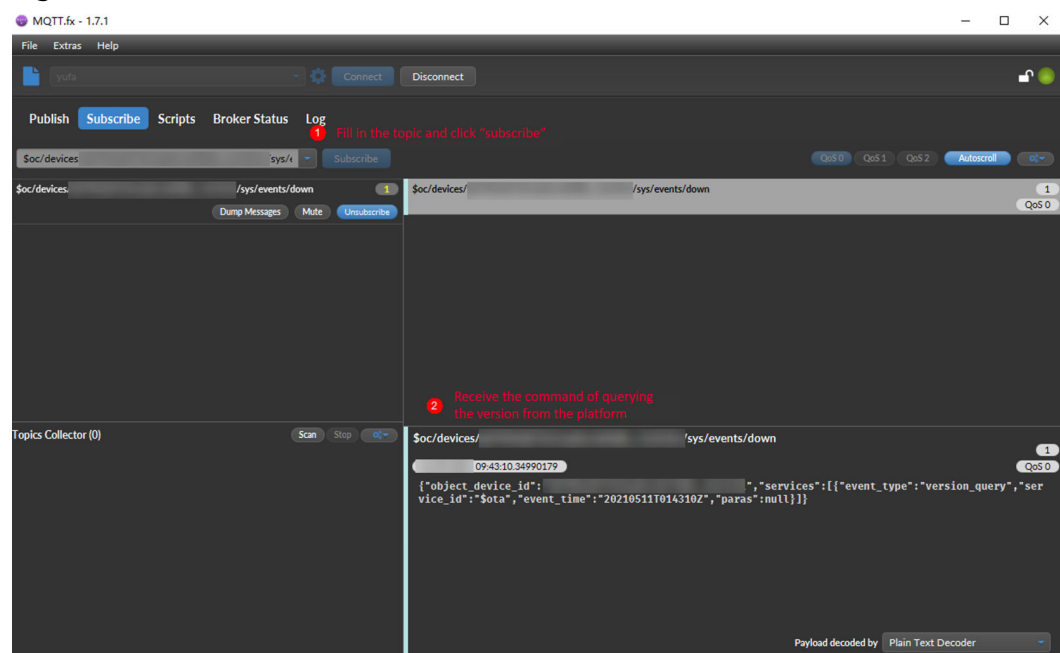 MQTT.fx - 1.7.1
File Extras Help
yufa Connect Disconnect
Publish Subscribe Scripts Broker Status Log
1 Fill in the topic and click "subscribe"
$oc/devices sys/e Subscribe QoS 0 QoS 1 QoS 2 Autoscroll
$oc/devices /sys/events/down 1
Dump Messages Mute Unsubscribe
$oc/devices/ /sys/events/down 1
QoS 0
2 Receive the command of querying
the version from the platform
Topics Collector (0) Scan Stop
$oc/devices/ /sys/events/down
1
09:43:10.34990179 QoS 0
{"object_device_id": ","services":[{"event_type":"version_query","ser
vice_id":"$ota","event_time":"20210511T014310Z","paras":null}]}
Payload decoded by Plain Text Decoder